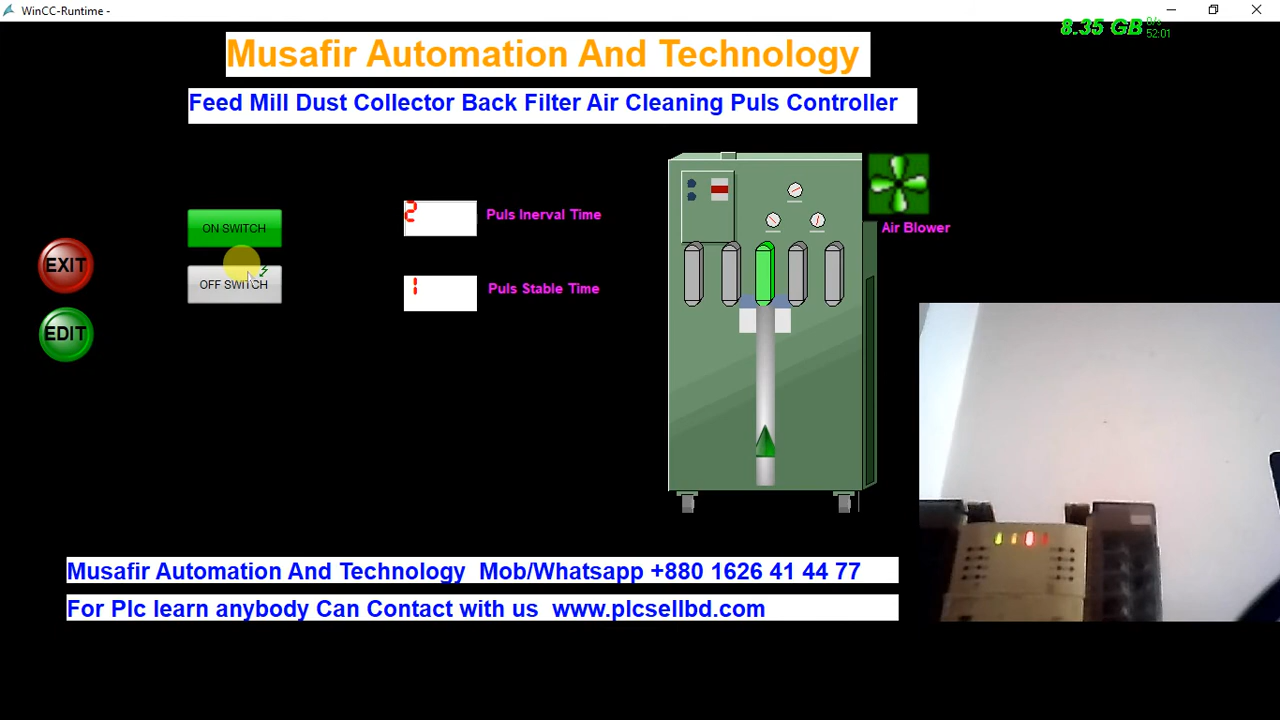 WinCC-Runtime -
8.35 GB 0/s
52:01
Musafir Automation And Technology
Feed Mill Dust Collector Back Filter Air Cleaning Puls Controller
ON SWITCH
2 Puls Inerval Time
Air Blower
EXIT
OFF SWITCH
1 Puls Stable Time
EDIT
Musafir Automation And Technology Mob/Whatsapp +880 1626 41 44 77
For Plc learn anybody Can Contact with us www.plcsellbd.com